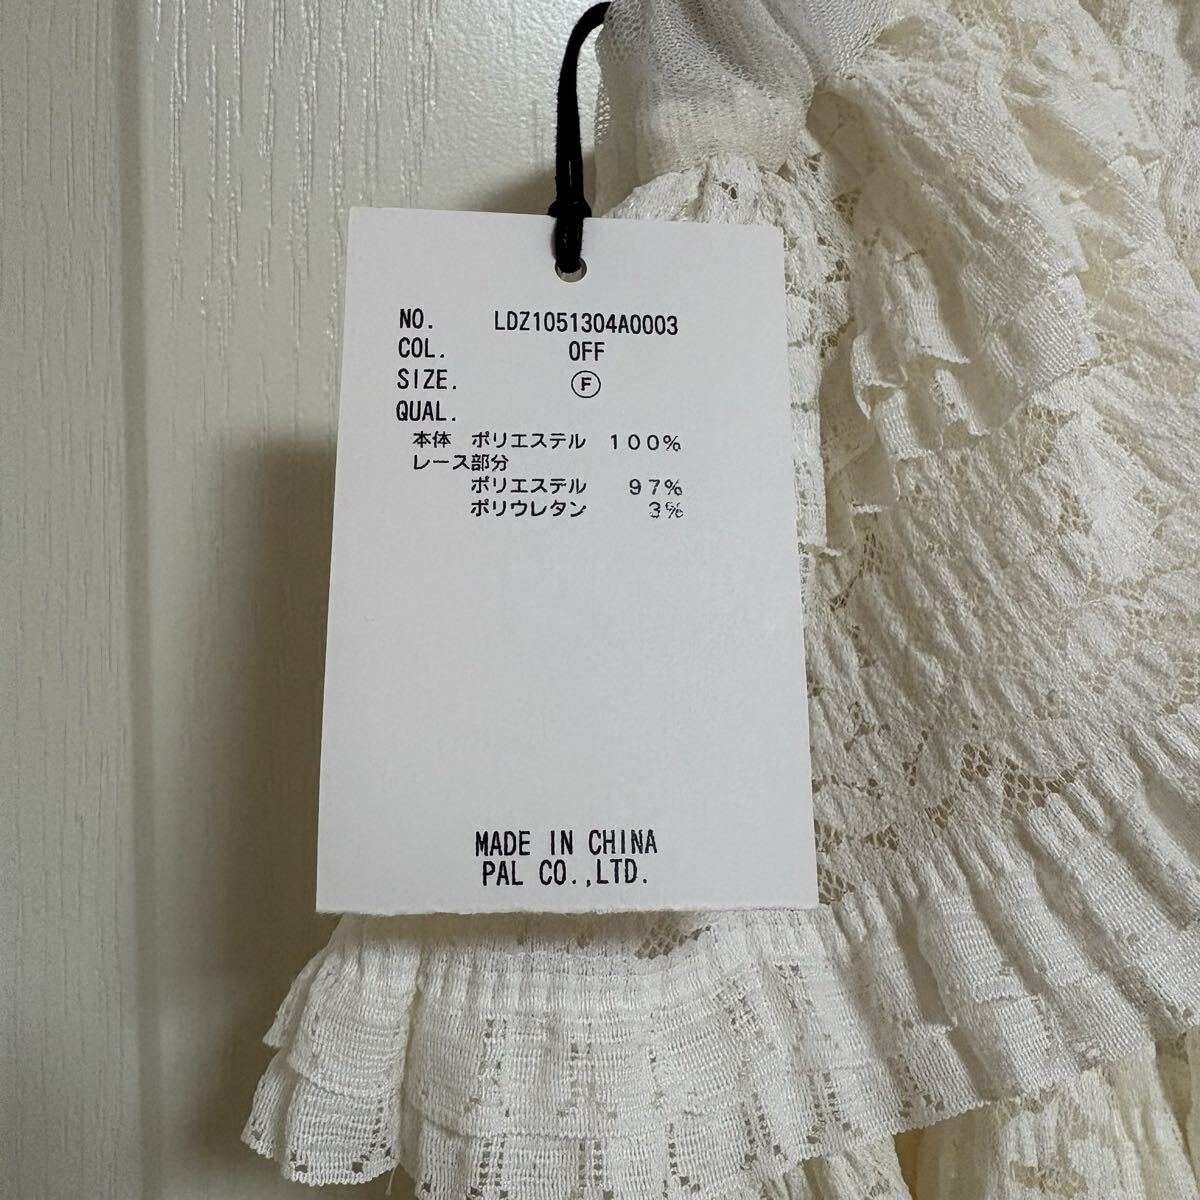 NO. LDZ1051304A0003
COL. OFF
SIZE. Ⓕ
QUAL.
本体 ポリエステル 100%
レース部分
ポリエステル 97%
ポリウレタン 3%
MADE IN CHINA
PAL CO.,LTD.